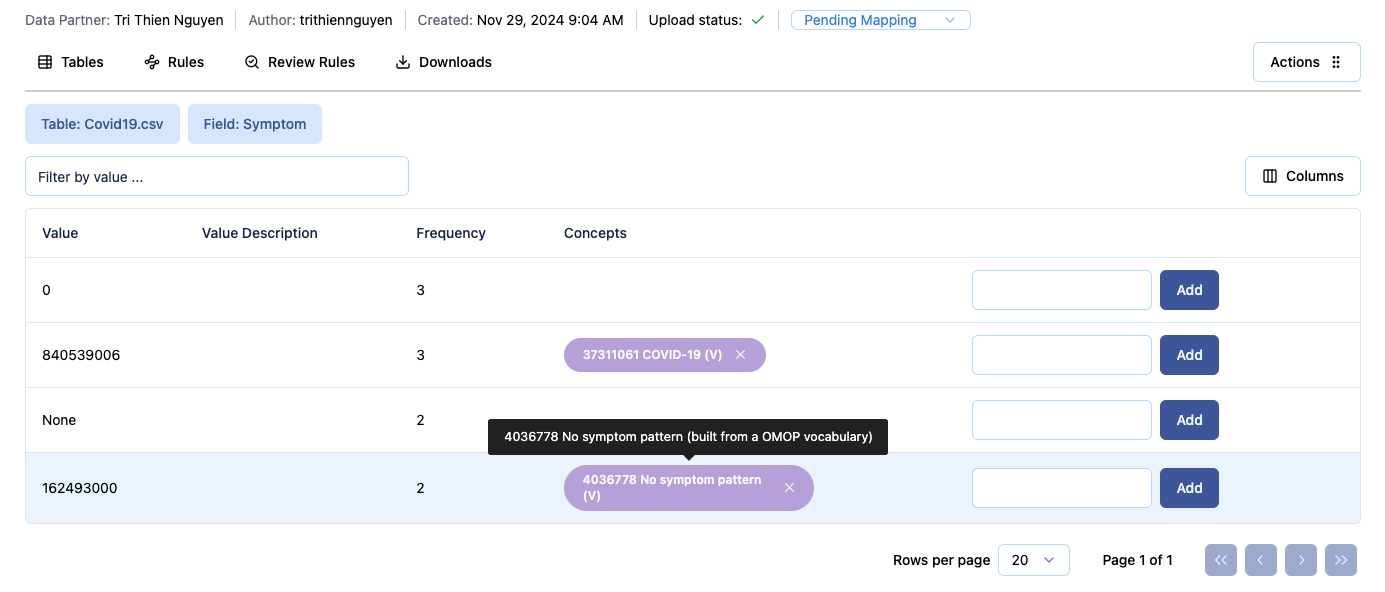 Data Partner: Tri Thien Nguyen Author: trithiennguyen Created: Nov 29, 2024 9:04 AM Upload status: Pending Mapping
Tables Rules Review Rules Downloads Actions
Table: Covid19.csv Field: Symptom
Filter by value ... Columns
Value Value Description Frequency Concepts
0 3 Add
840539006 3 37311061 COVID-19 (V) Add
None 2 Add
4036778 No symptom pattern (built from a OMOP vocabulary)
162493000 2 4036778 No symptom pattern
(V) Add
Rows per page 20 Page 1 of 1